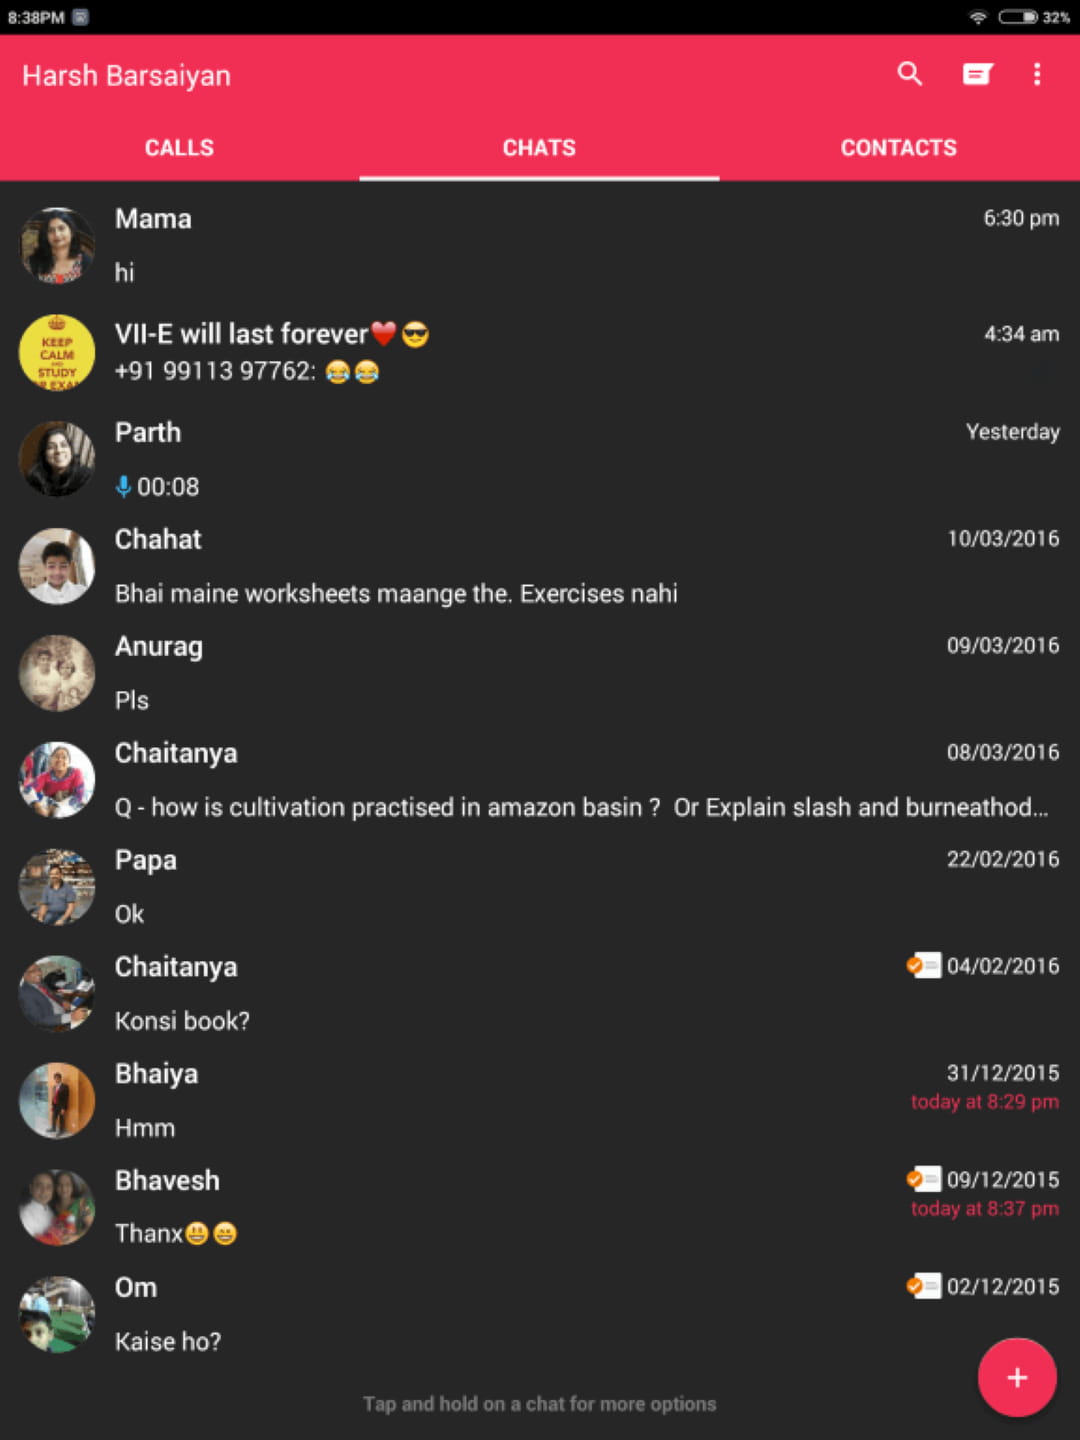 8:38PM 32%
Harsh Barsaiyan
CALLS CHATS CONTACTS
Mama 6:30 pm
hi
VII-E will last forever❤️😎 4:34 am
+91 99113 97762: 😂😂
KEEP
CALM
AND
STUDY
Parth Yesterday
00:08
Chahat 10/03/2016
Bhai maine worksheets maange the. Exercises nahi
Anurag 09/03/2016
Pls
Chaitanya 08/03/2016
Q - how is cultivation practised in amazon basin ?  Or Explain slash and burneathod...
Papa 22/02/2016
Ok
Chaitanya 04/02/2016
Konsi book?
Bhaiya 31/12/2015
today at 8:29 pm
Hmm
Bhavesh 09/12/2015
today at 8:37 pm
Thanx😃😄
Om 02/12/2015
Kaise ho?
Tap and hold on a chat for more options